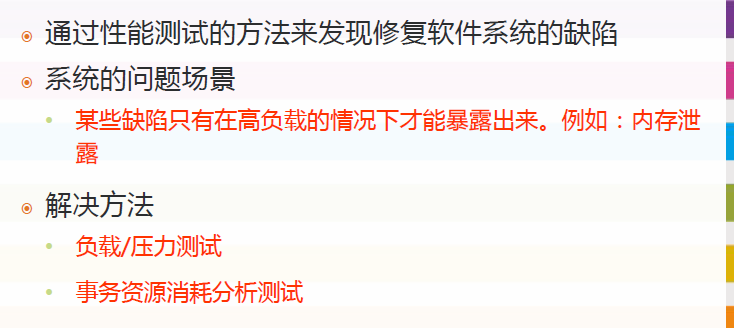 通过性能测试的方法来发现修复软件系统的缺陷
系统的问题场景
某些缺陷只有在高负载的情况下才能暴露出来。例如：内存泄
露
解决方法
负载/压力测试
事务资源消耗分析测试